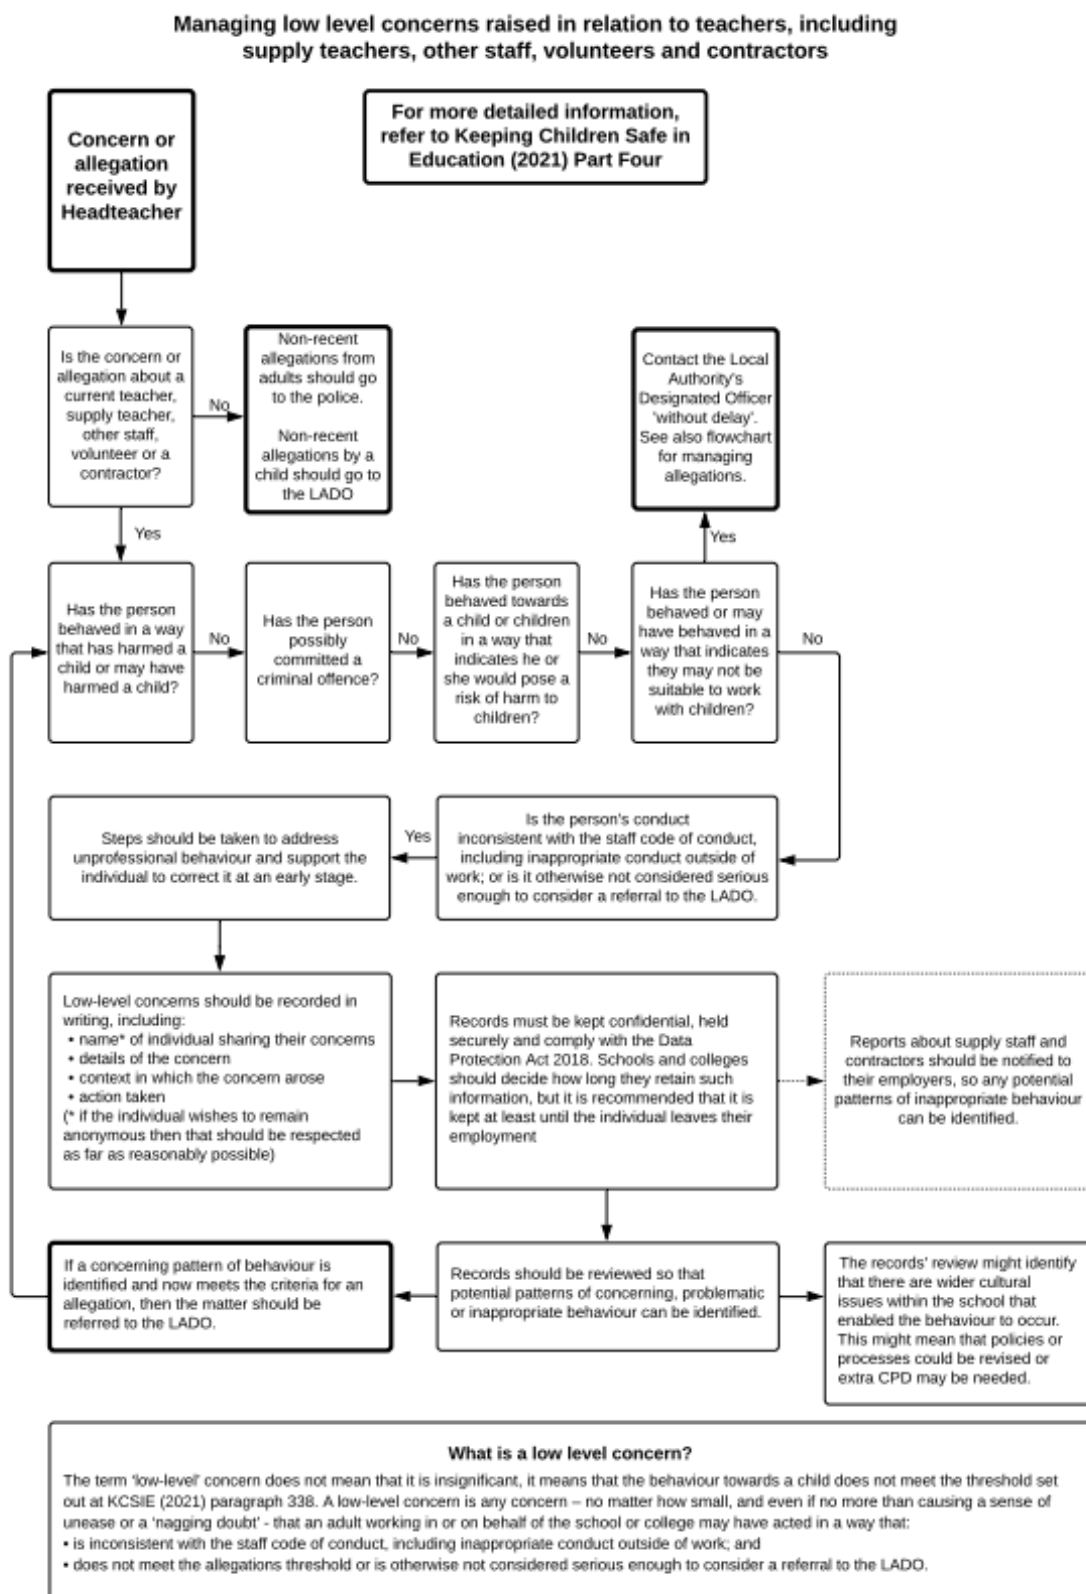 Managing low level concerns raised in relation to teachers, including
supply teachers, other staff, volunteers and contractors
Concern or
allegation
received by
Headteacher
For more detailed information,
refer to Keeping Children Safe in
Education (2021) Part Four
Is the concern or
allegation about a
current teacher,
supply teacher,
other staff,
volunteer or a
contractor?
No
Non-recent
allegations from
adults should go
to the police.
Non-recent
allegations by a
child should go to
the LADO
Contact the Local
Authority's
Designated Officer
'without delay'.
See also flowchart
for managing
allegations.
Yes
Yes
Has the person
behaved in a way
that has harmed a
child or may have
harmed a child?
No
Has the person
possibly
committed a
criminal offence?
No
Has the person
behaved towards
a child or children
in a way that
indicates he or
she would pose a
risk of harm to
children?
No
Has the person
behaved or may
have behaved in a
way that indicates
they may not be
suitable to work
with children?
No
Is the person's conduct
inconsistent with the staff code of conduct,
including inappropriate conduct outside of
work; or is it otherwise not considered serious
enough to consider a referral to the LADO.
Yes
Steps should be taken to address
unprofessional behaviour and support the
individual to correct it at an early stage.
Low-level concerns should be recorded in
writing, including:
• name* of individual sharing their concerns
• details of the concern
• context in which the concern arose
• action taken
(* if the individual wishes to remain
anonymous then that should be respected
as far as reasonably possible)
Records must be kept confidential, held
securely and comply with the Data
Protection Act 2018. Schools and colleges
should decide how long they retain such
information, but it is recommended that it is
kept at least until the individual leaves their
employment
Reports about supply staff and
contractors should be notified to
their employers, so any potential
patterns of inappropriate behaviour
can be identified.
If a concerning pattern of behaviour is
identified and now meets the criteria for an
allegation, then the matter should be
referred to the LADO.
Records should be reviewed so that
potential patterns of concerning, problematic
or inappropriate behaviour can be identified.
The records' review might identify
that there are wider cultural
issues within the school that
enabled the behaviour to occur.
This might mean that policies or
processes could be revised or
extra CPD may be needed.
What is a low level concern?
The term 'low-level' concern does not mean that it is insignificant, it means that the behaviour towards a child does not meet the threshold set
out at KCSIE (2021) paragraph 338. A low-level concern is any concern – no matter how small, and even if no more than causing a sense of
unease or a 'nagging doubt' - that an adult working in or on behalf of the school or college may have acted in a way that:
• is inconsistent with the staff code of conduct, including inappropriate conduct outside of work; and
• does not meet the allegations threshold or is otherwise not considered serious enough to consider a referral to the LADO.